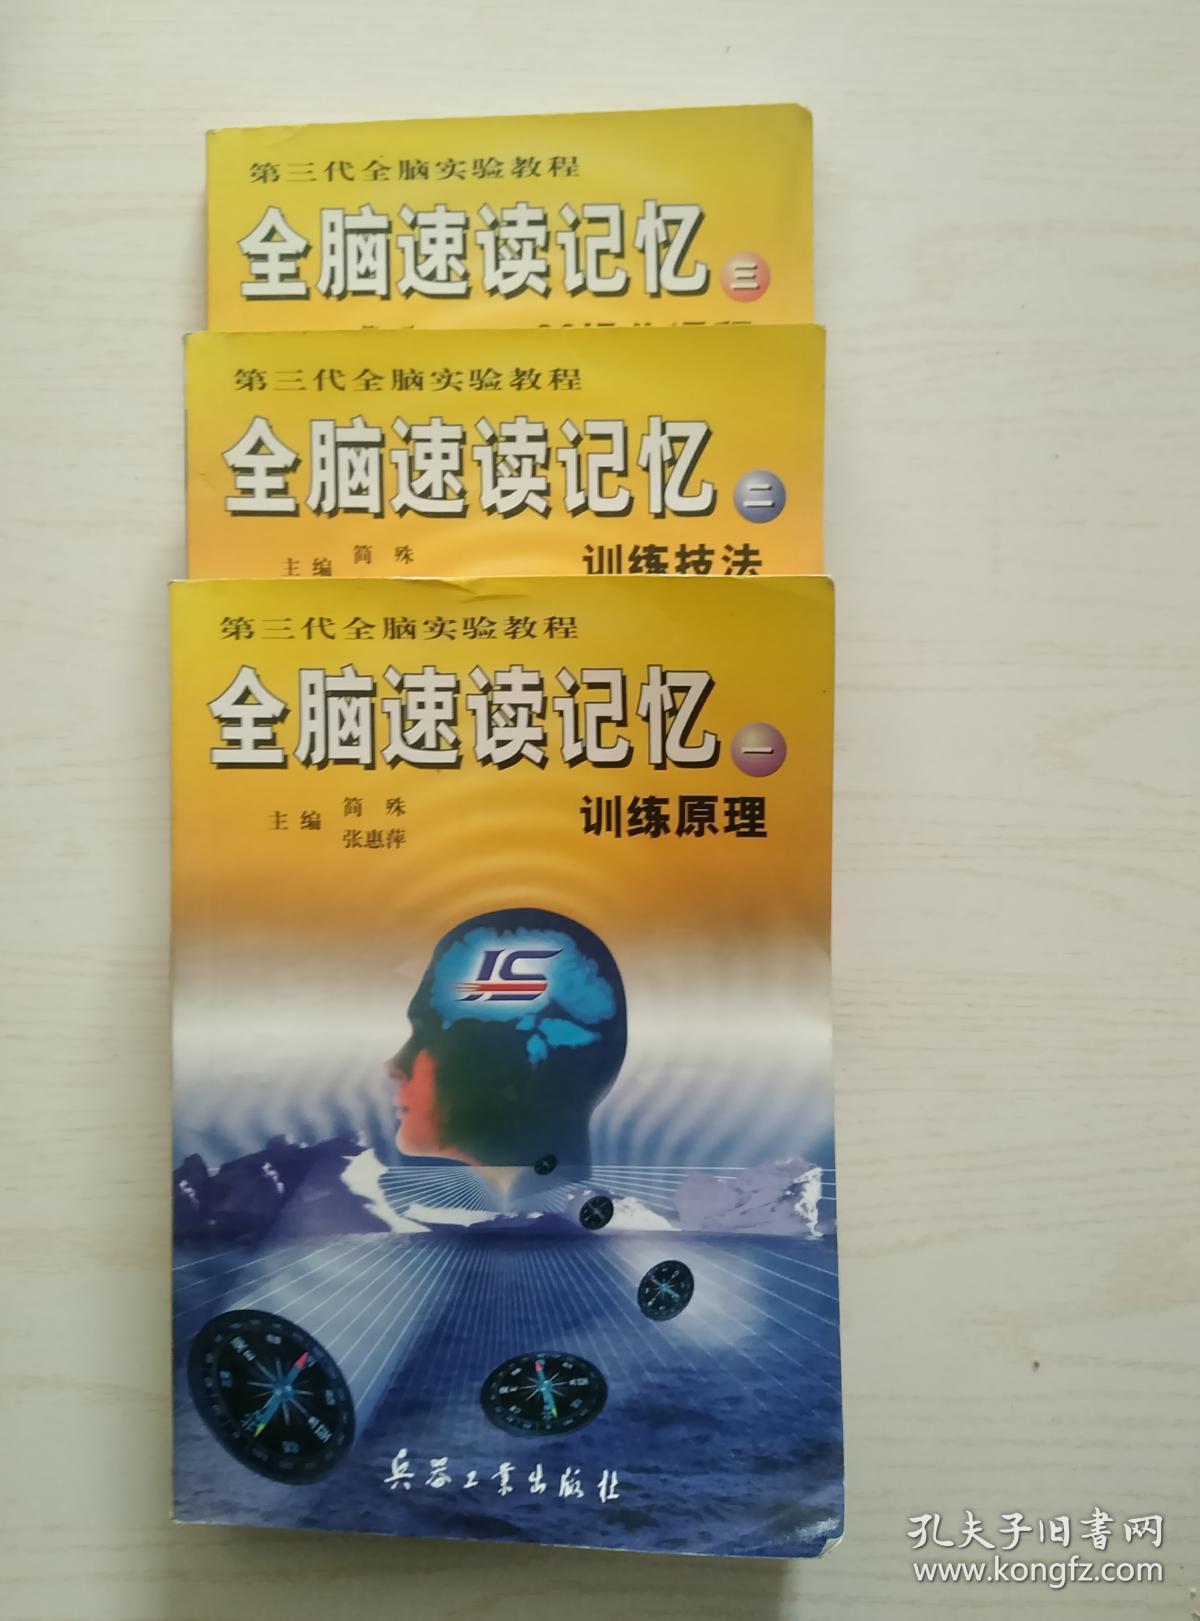 第三代全脑实验教程
全脑速读记忆 三
第三代全脑实验教程
全脑速读记忆 二
主编 简殊
训练技法
第三代全脑实验教程
全脑速读记忆 一
主编 简殊
张惠萍
训练原理
JS
兵器工业出版社
孔夫子旧书网
www.kongfz.com